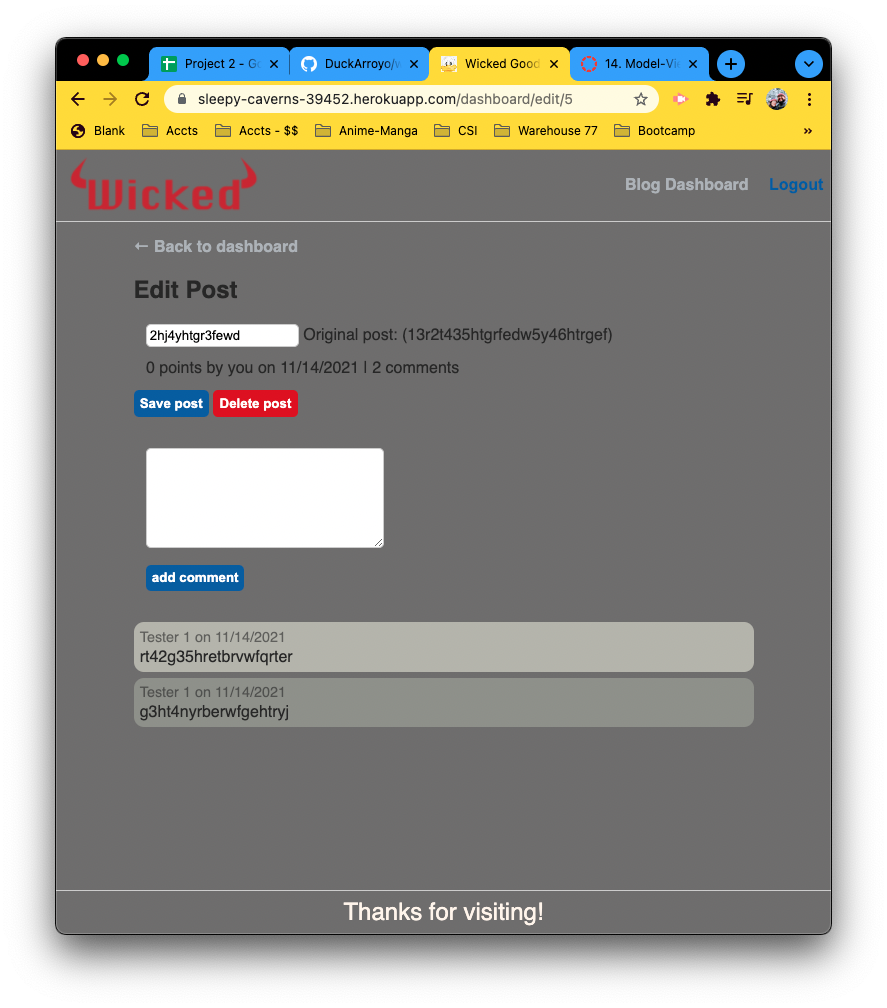 Project 2 - Go
DuckArroyo/w
Wicked Good
14. Model-Vi
sleepy-caverns-39452.herokuapp.com/dashboard/edit/5
Blank Accts Accts - $$ Anime-Manga CSI Warehouse 77 Bootcamp »
Wicked
Blog Dashboard Logout
← Back to dashboard
Edit Post
2hj4yhtgr3fewd Original post: (13r2t435htgrfedw5y46htrgef)
0 points by you on 11/14/2021 | 2 comments
Save post Delete post
add comment
Tester 1 on 11/14/2021
rt42g35hretbrvwfqrter
Tester 1 on 11/14/2021
g3ht4nyrberwfgehtryj
Thanks for visiting!